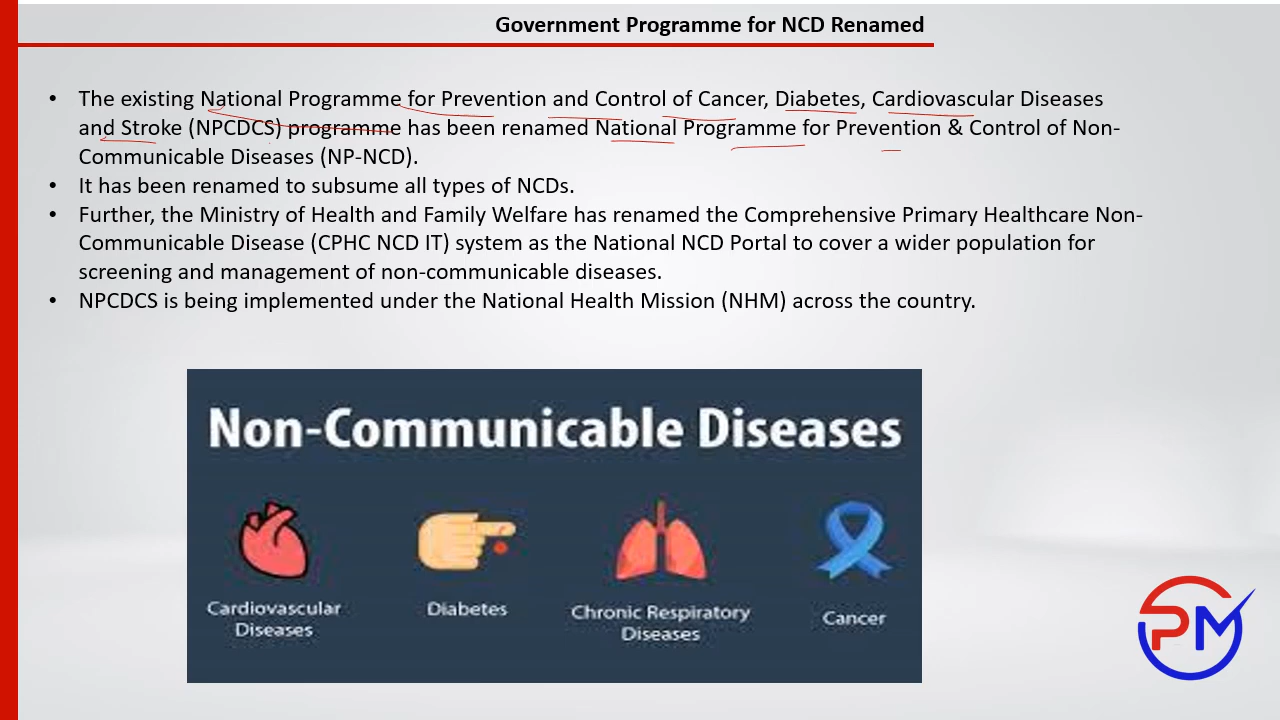 Government Programme for NCD Renamed
• The existing National Programme for Prevention and Control of Cancer, Diabetes, Cardiovascular Diseases
and Stroke (NPCDCS) programme has been renamed National Programme for Prevention & Control of Non-
Communicable Diseases (NP-NCD).
• It has been renamed to subsume all types of NCDs.
• Further, the Ministry of Health and Family Welfare has renamed the Comprehensive Primary Healthcare Non-
Communicable Disease (CPHC NCD IT) system as the National NCD Portal to cover a wider population for
screening and management of non-communicable diseases.
• NPCDCS is being implemented under the National Health Mission (NHM) across the country.
Non-Communicable Diseases
Cardiovascular
Diseases
Diabetes
Chronic Respiratory
Diseases
Cancer
PM